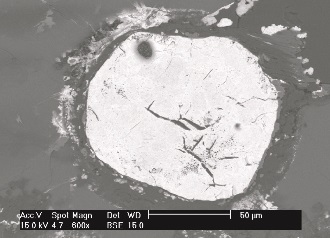 Acc.V Spot Magn Det WD 50 µm
15.0 kV 4.7 600x BSE 15.0